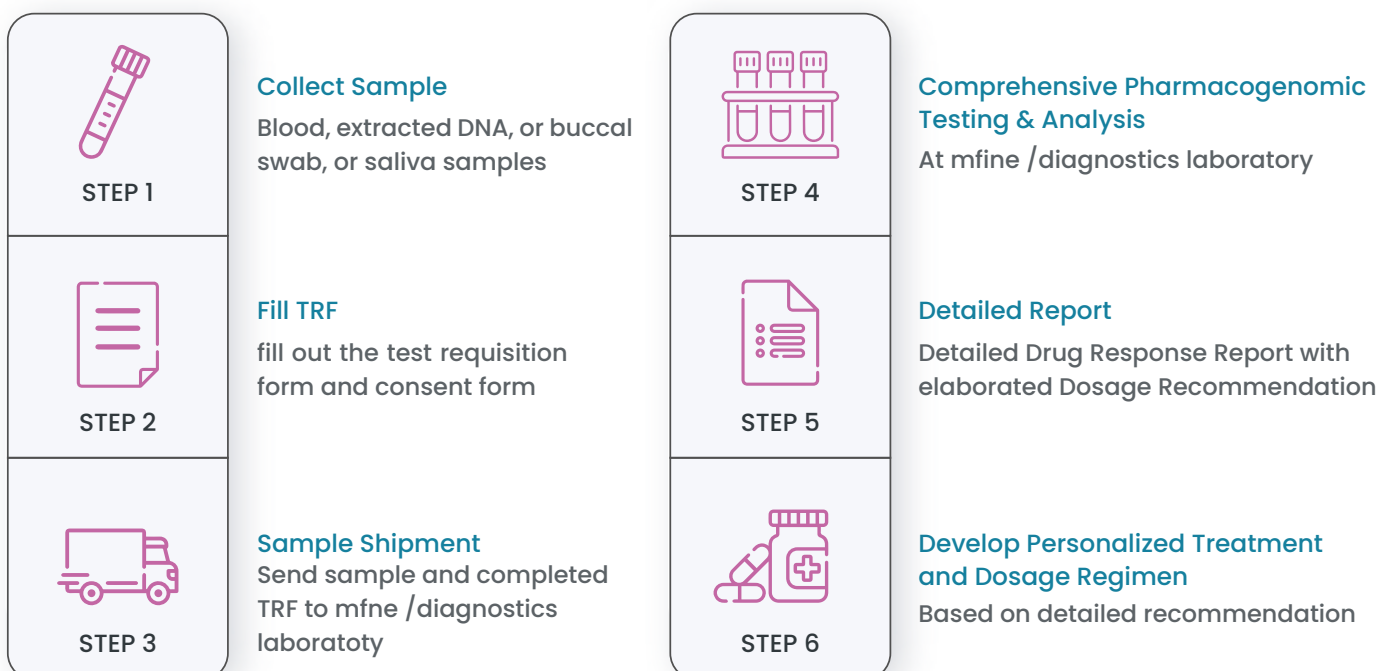 STEP 1
Collect Sample
Blood, extracted DNA, or buccal
swab, or saliva samples
STEP 2
Fill TRF
fill out the test requisition
form and consent form
STEP 3
Sample Shipment
Send sample and completed
TRF to mfne /diagnostics
laboratoty
STEP 4
Comprehensive Pharmacogenomic
Testing & Analysis
At mfine /diagnostics laboratory
STEP 5
Detailed Report
Detailed Drug Response Report with
elaborated Dosage Recommendation
STEP 6
Develop Personalized Treatment
and Dosage Regimen
Based on detailed recommendation